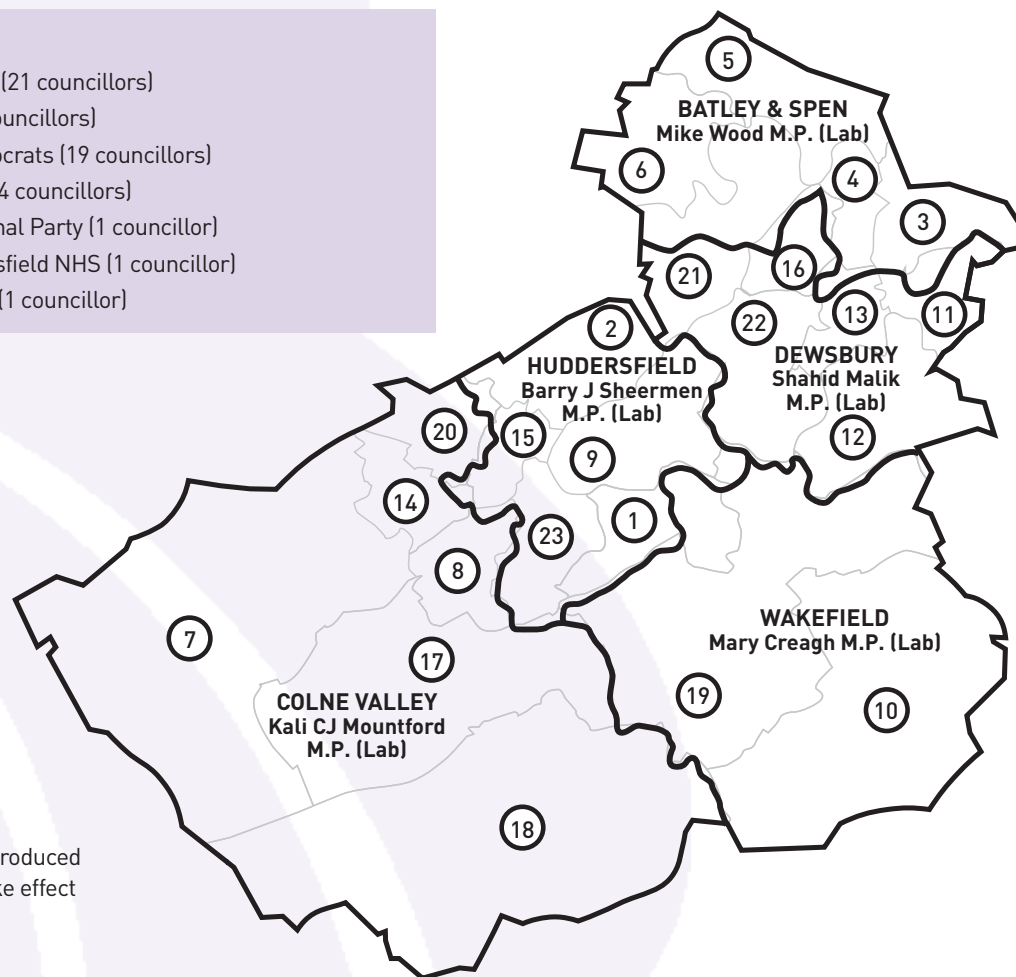 (21 councillors)
ouncillors)
ocrats (19 councillors)
4 councillors)
nal Party (1 councillor)
sfield NHS (1 councillor)
(1 councillor)
5
BATLEY & SPEN
Mike Wood M.P. (Lab)
6
4
3
21
16
2
22
13
11
HUDDERSFIELD
Barry J Sheermen
M.P. (Lab)
DEWSBURY
Shahid Malik
M.P. (Lab)
20
15
12
9
14
1
23
8
7
17
WAKEFIELD
Mary Creagh M.P. (Lab)
COLNE VALLEY
Kali CJ Mountford
M.P. (Lab)
19
10
18
roduced
ke effect